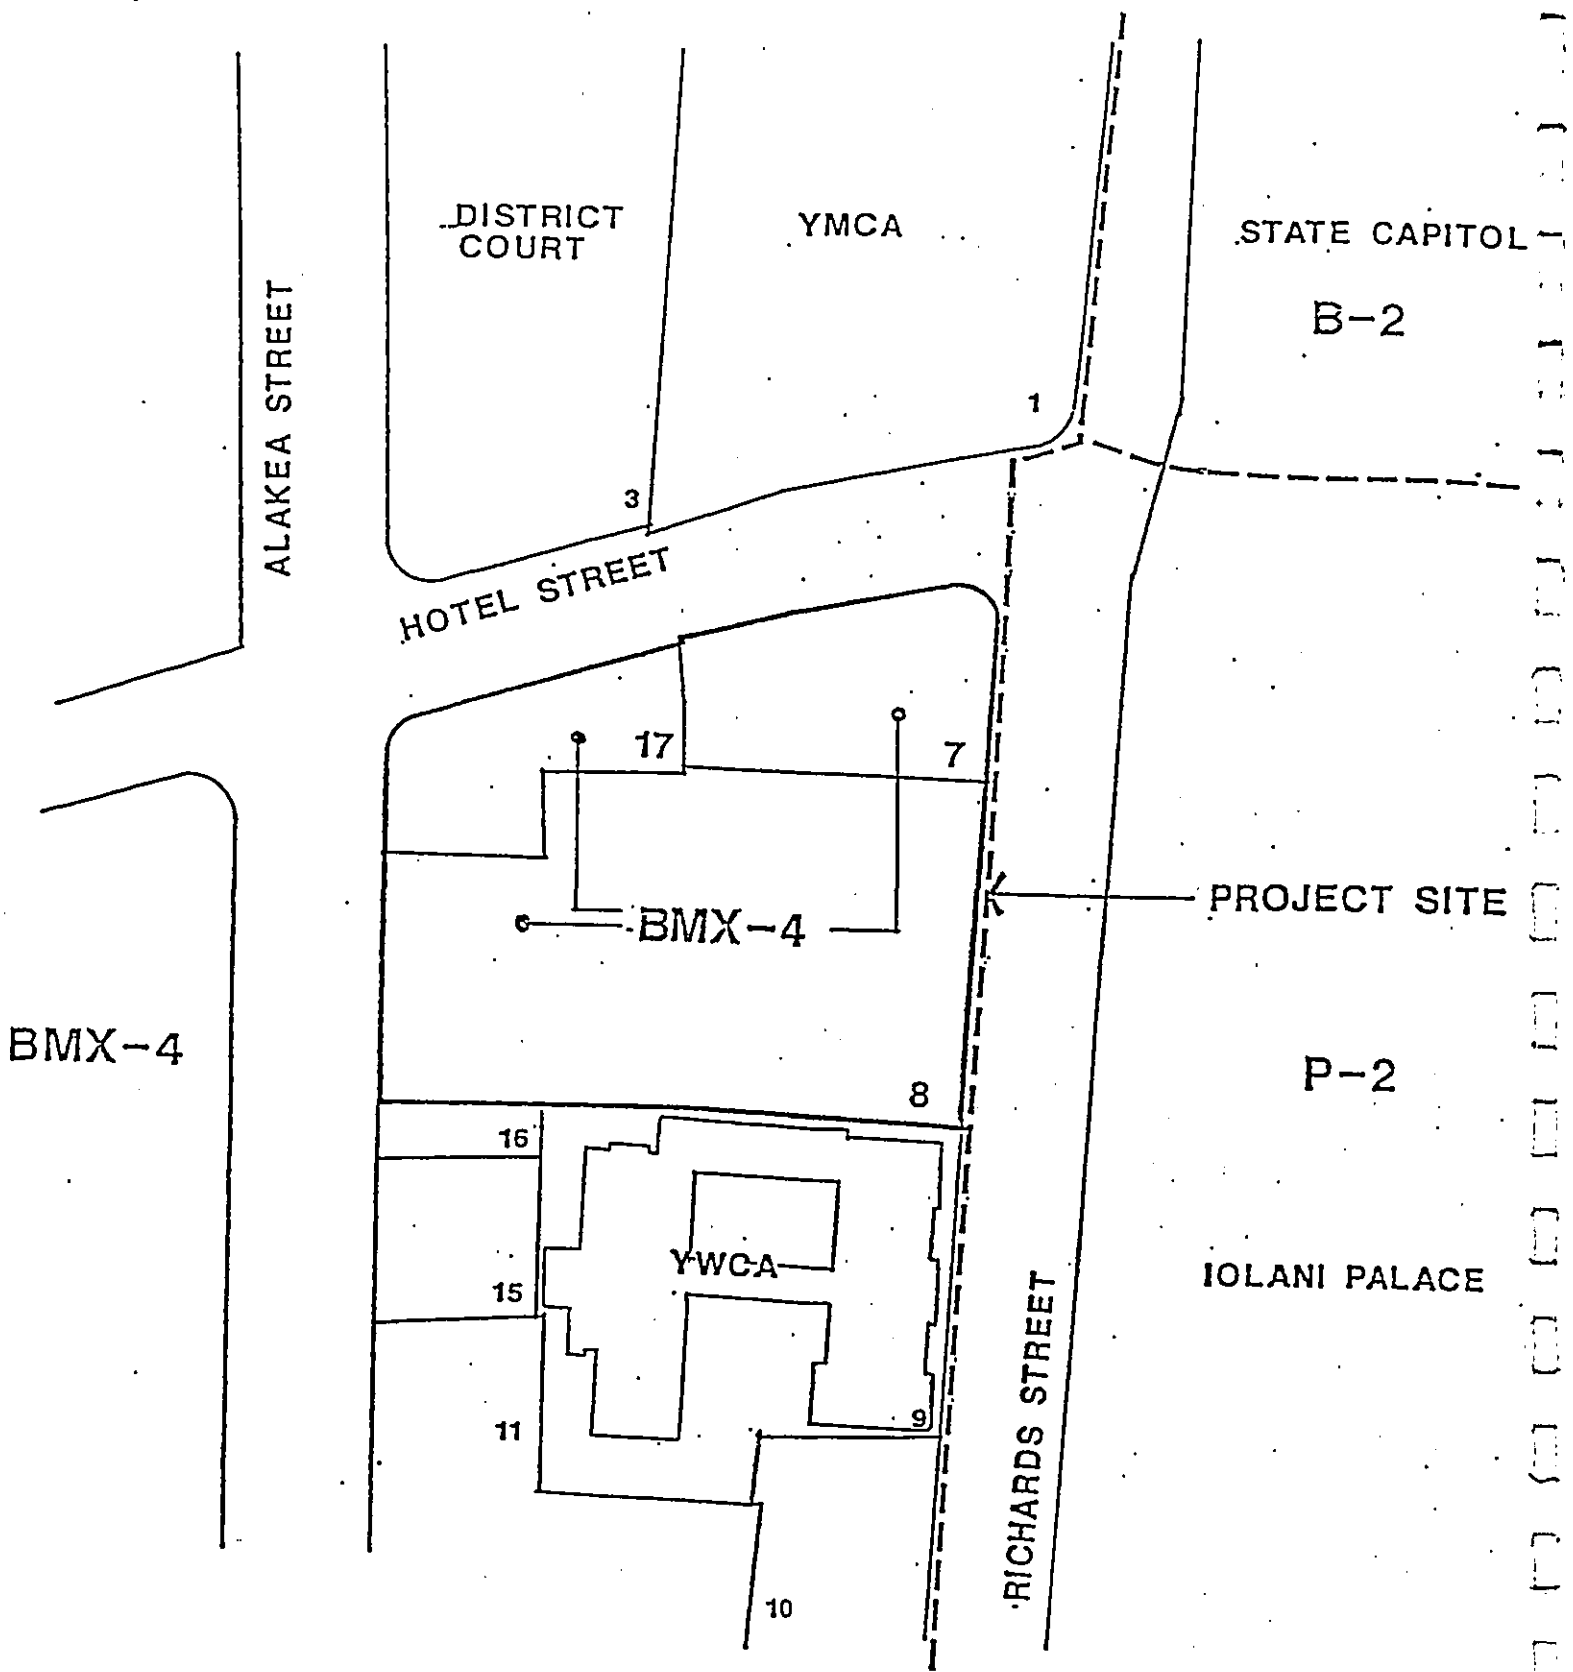 DISTRICT
COURT
YMCA
STATE CAPITOL
B-2
ALAKEA STREET
1
3
HOTEL STREET
17
7
PROJECT SITE
BMX-4
BMX-4
P-2
8
16
YWCA
15
IOLANI PALACE
RICHARDS STREET
9
11
10